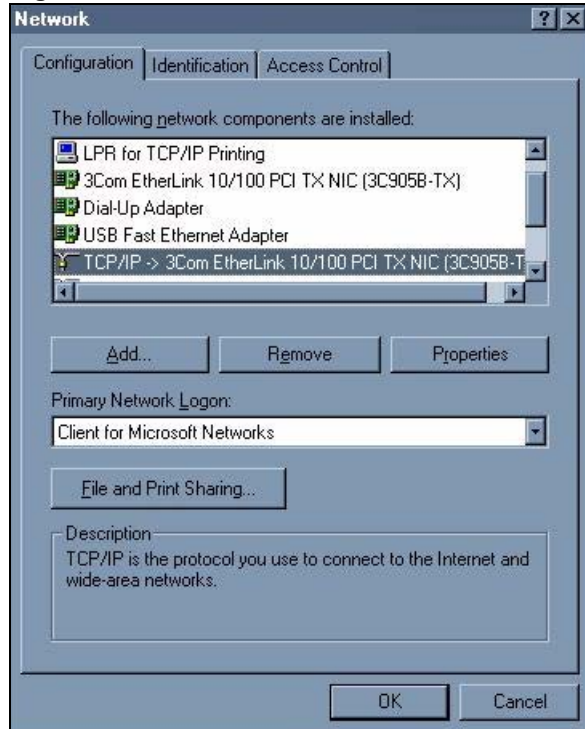 Network
Configuration Identification Access Control
The following network components are installed:
LPR for TCP/IP Printing
3Com EtherLink 10/100 PCI TX NIC (3C905B-TX)
Dial-Up Adapter
USB Fast Ethernet Adapter
TCP/IP -> 3Com EtherLink 10/100 PCI TX NIC (3C905B-T
Add... Remove Properties
Primary Network Logon:
Client for Microsoft Networks
File and Print Sharing...
Description
TCP/IP is the protocol you use to connect to the Internet and
wide-area networks.
OK Cancel